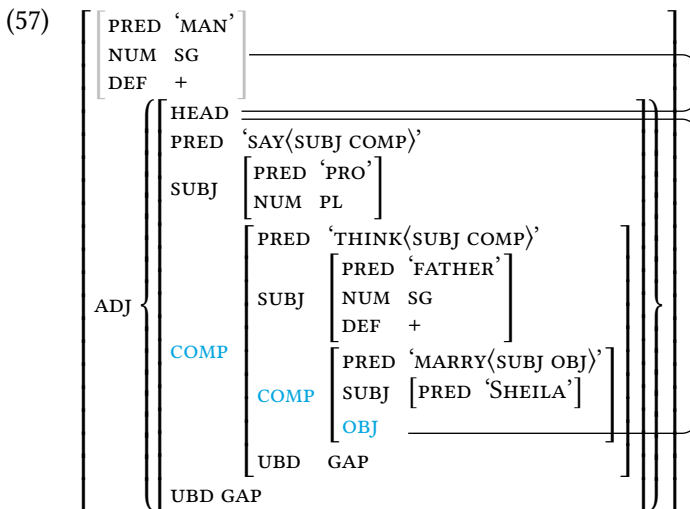 (57)
PRED ‘MAN’
NUM SG
DEF +
HEAD
PRED ‘SAY⟨SUBJ COMP⟩’
SUBJ
PRED ‘PRO’
NUM PL
ADJ
COMP
PRED ‘THINK⟨SUBJ COMP⟩’
SUBJ
PRED ‘FATHER’
NUM SG
DEF +
COMP
PRED ‘MARRY⟨SUBJ OBJ⟩’
SUBJ [PRED ‘SHEILA’]
OBJ
UBD GAP
UBD GAP